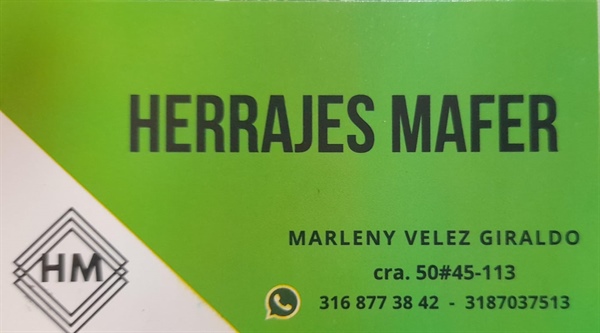 HERRAJES MAFER
HM
MARLENY VELEZ GIRALDO
cra. 50#45-113
316 877 38 42 - 3187037513